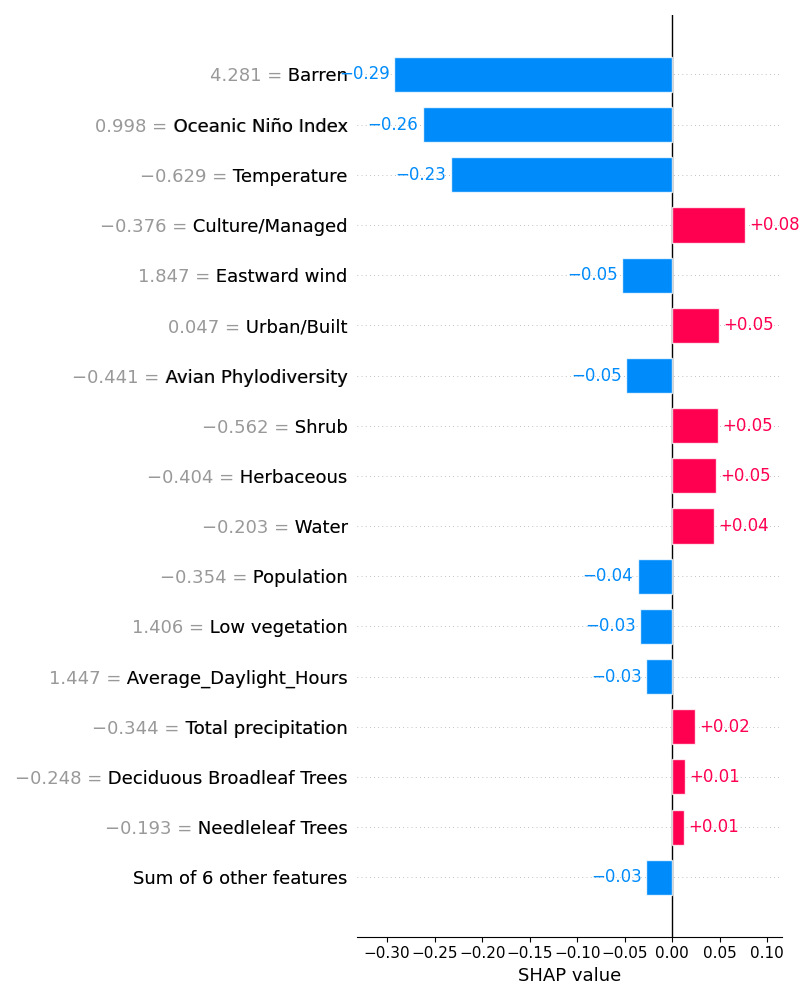 4.281 = Barren −0.29
0.998 = Oceanic Niño Index −0.26
−0.629 = Temperature −0.23
−0.376 = Culture/Managed +0.08
1.847 = Eastward wind −0.05
0.047 = Urban/Built +0.05
−0.441 = Avian Phylodiversity −0.05
−0.562 = Shrub +0.05
−0.404 = Herbaceous +0.05
−0.203 = Water +0.04
−0.354 = Population −0.04
1.406 = Low vegetation −0.03
1.447 = Average_Daylight_Hours −0.03
−0.344 = Total precipitation +0.02
−0.248 = Deciduous Broadleaf Trees +0.01
−0.193 = Needleleaf Trees +0.01
Sum of 6 other features −0.03
−0.30 −0.25 −0.20 −0.15 −0.10 −0.05 0.00 0.05 0.10
SHAP value